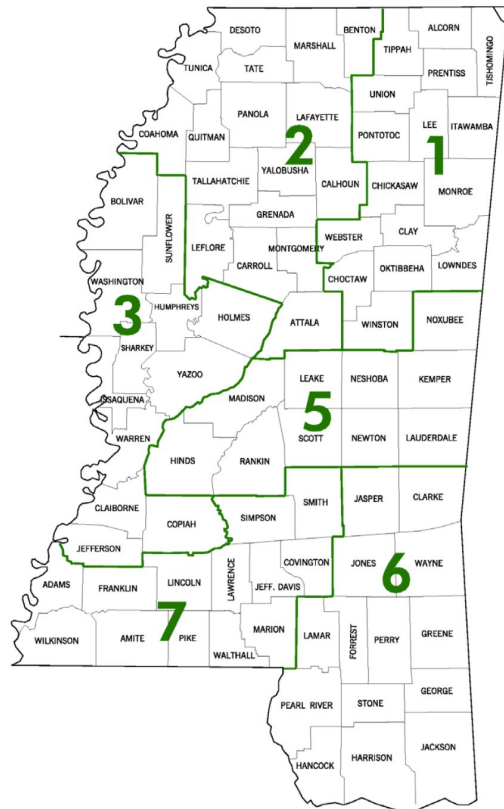 DESOTO
MARSHALL
BENTON
TIPPAH
ALCORN
TISHOMINGO
PRENTISS
TUNICA
TATE
UNION
PANOLA
LAFAYETTE
PONTOTOC
LEE
ITAWAMBA
COAHOMA
QUITMAN
2
1
YALOBUSHA
TALLAHATCHIE
CALHOUN
CHICKASAW
MONROE
BOLIVAR
SUNFLOWER
GRENADA
LEFLORE
MONTGOMERY
WEBSTER
CLAY
CARROLL
CHOCTAW
OKTIBBEHA
LOWNDES
WASHINGTON
HUMPHREYS
HOLMES
ATTALA
WINSTON
NOXUBEE
3
SHARKEY
YAZOO
LEAKE
NESHOBA
KEMPER
ISSAQUENA
MADISON
5
WARREN
SCOTT
NEWTON
LAUDERDALE
HINDS
RANKIN
CLAIBORNE
COPIAH
SIMPSON
SMITH
JASPER
CLARKE
JEFFERSON
COVINGTON
JONES
WAYNE
6
ADAMS
FRANKLIN
LINCOLN
LAWRENCE
JEFF. DAVIS
7
WILKINSON
AMITE
PIKE
WALTHALL
MARION
LAMAR
FORREST
PERRY
GREENE
PEARL RIVER
STONE
GEORGE
HANCOCK
HARRISON
JACKSON